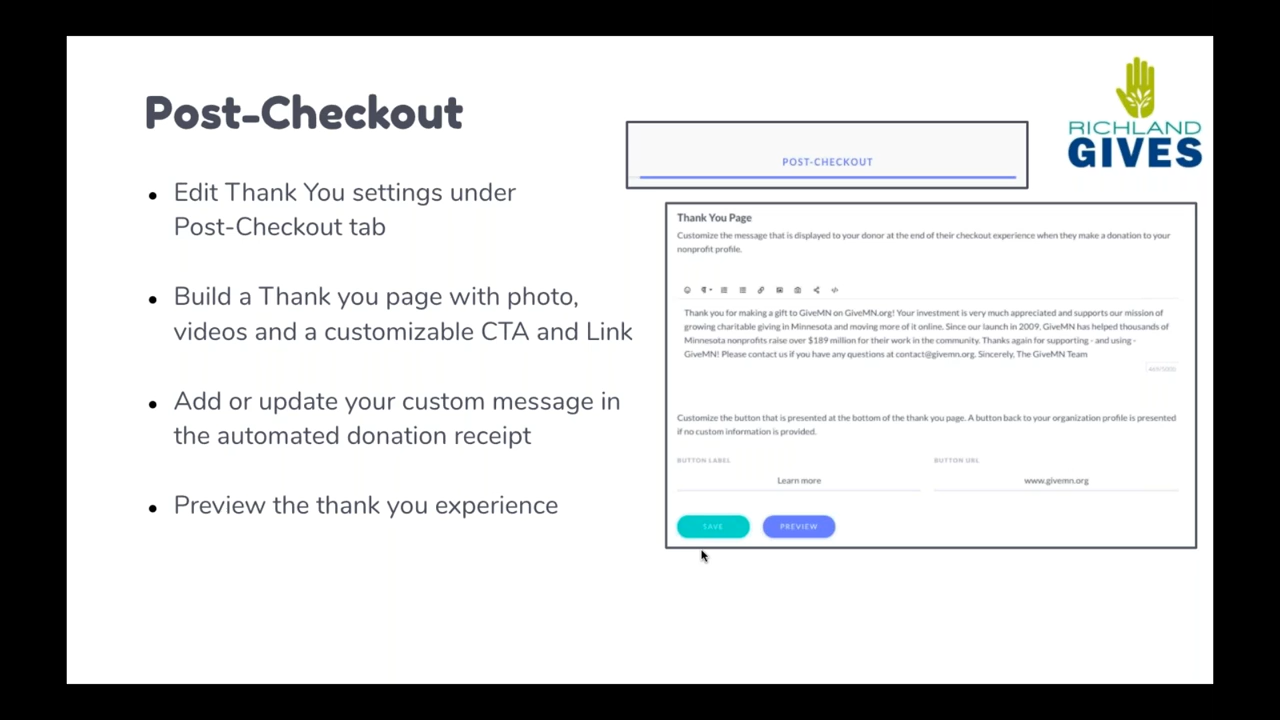 Post-Checkout
Edit Thank You settings under
Post-Checkout tab
Build a Thank you page with photo,
videos and a customizable CTA and Link
Add or update your custom message in
the automated donation receipt
Preview the thank you experience
RICHLAND
GIVES
POST-CHECKOUT
Thank You Page
Customize the message that is displayed to your donor at the end of their checkout experience when they make a donation to your
nonprofit profile.
Thank you for making a gift to GiveMN on GiveMN.org! Your investment is very much appreciated and supports our mission of
growing charitable giving in Minnesota and moving more of it online. Since our launch in 2009, GiveMN has helped thousands of
Minnesota nonprofits raise over $189 million for their work in the community. Thanks again for supporting - and using -
GiveMN! Please contact us if you have any questions at contact@givemn.org. Sincerely, The GiveMN Team
Customize the button that is presented at the bottom of the thank you page. A button back to your organization profile is presented
if no custom information is provided.
BUTTON LABEL
BUTTON URL
Learn more
www.givemn.org
SAVE
PREVIEW